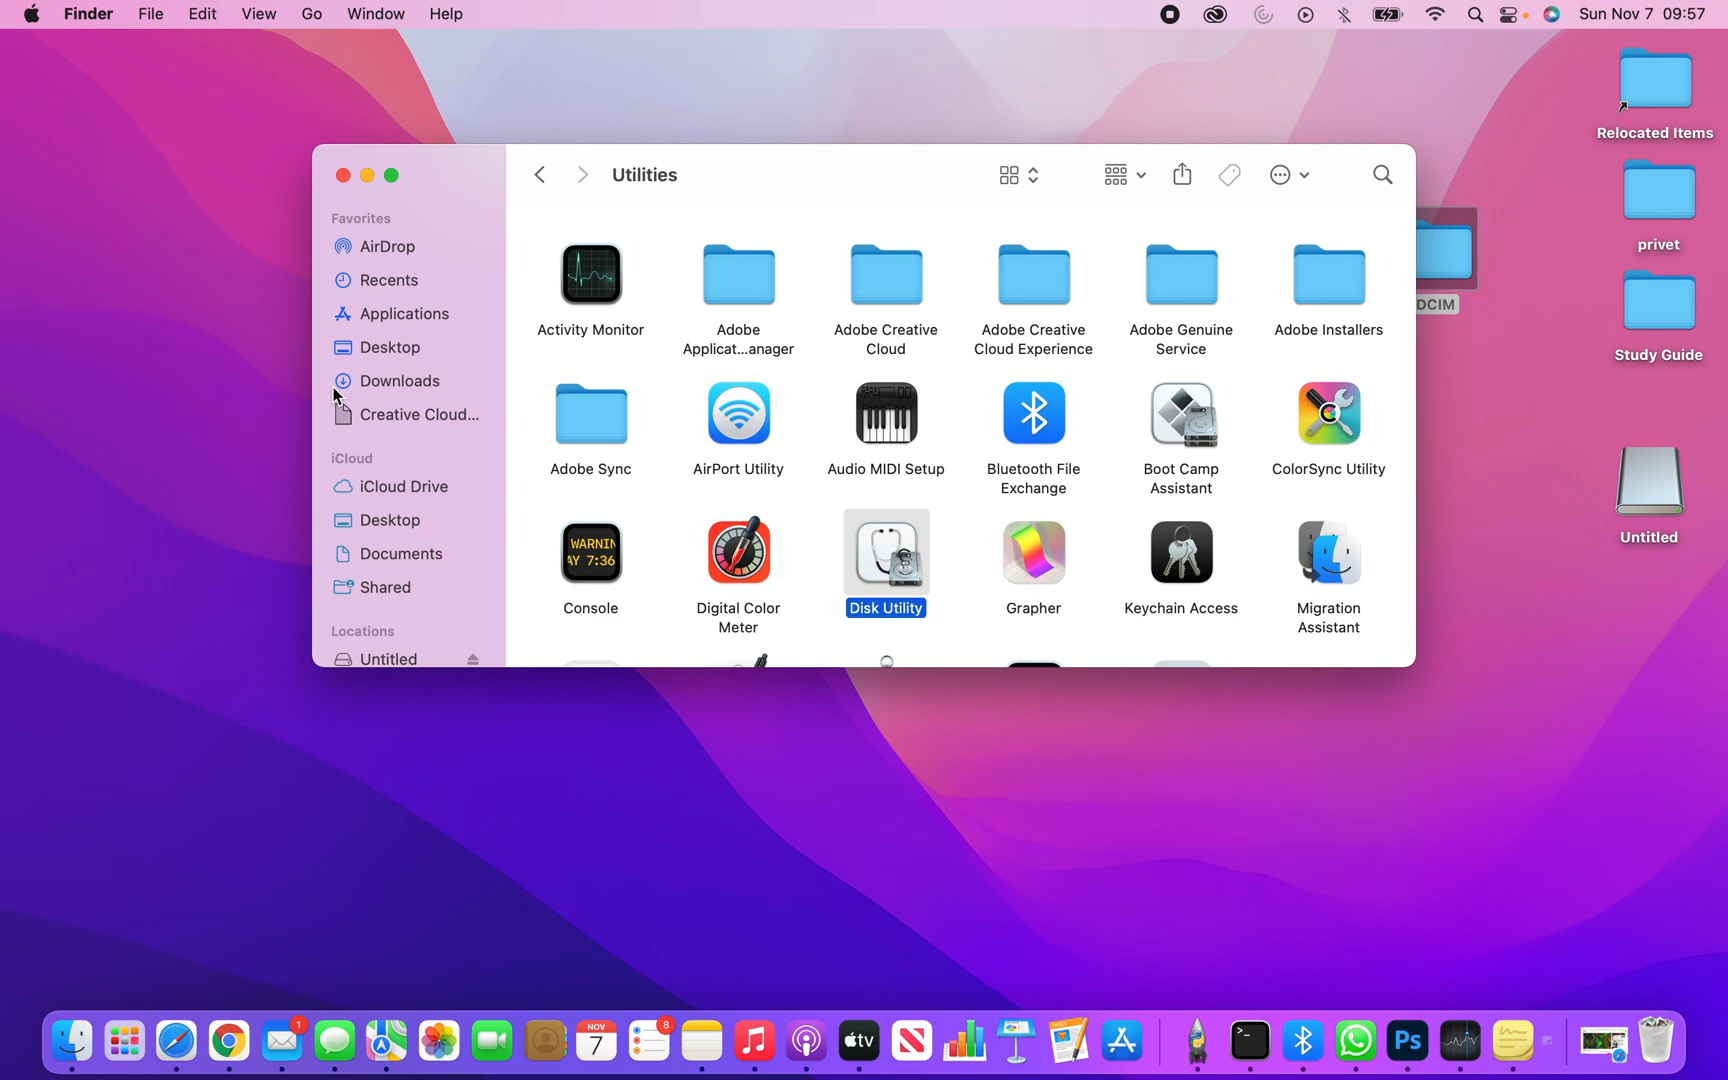 Finder File Edit View Go Window Help Sun Nov 7 09:57
Relocated Items
privet
Study Guide
Untitled
DCIM
Utilities
Favorites
AirDrop
Recents
Applications
Desktop
Downloads
Creative Cloud...
iCloud
iCloud Drive
Desktop
Documents
Shared
Locations
Untitled
Activity Monitor
Adobe
Applicat...anager
Adobe Creative
Cloud
Adobe Creative
Cloud Experience
Adobe Genuine
Service
Adobe Installers
Adobe Sync
AirPort Utility
Audio MIDI Setup
Bluetooth File
Exchange
Boot Camp
Assistant
ColorSync Utility
WARNIN
AY 7:36
Console
Digital Color
Meter
Disk Utility
Grapher
Keychain Access
Migration
Assistant
1
NOV
7
8
tv
Ps